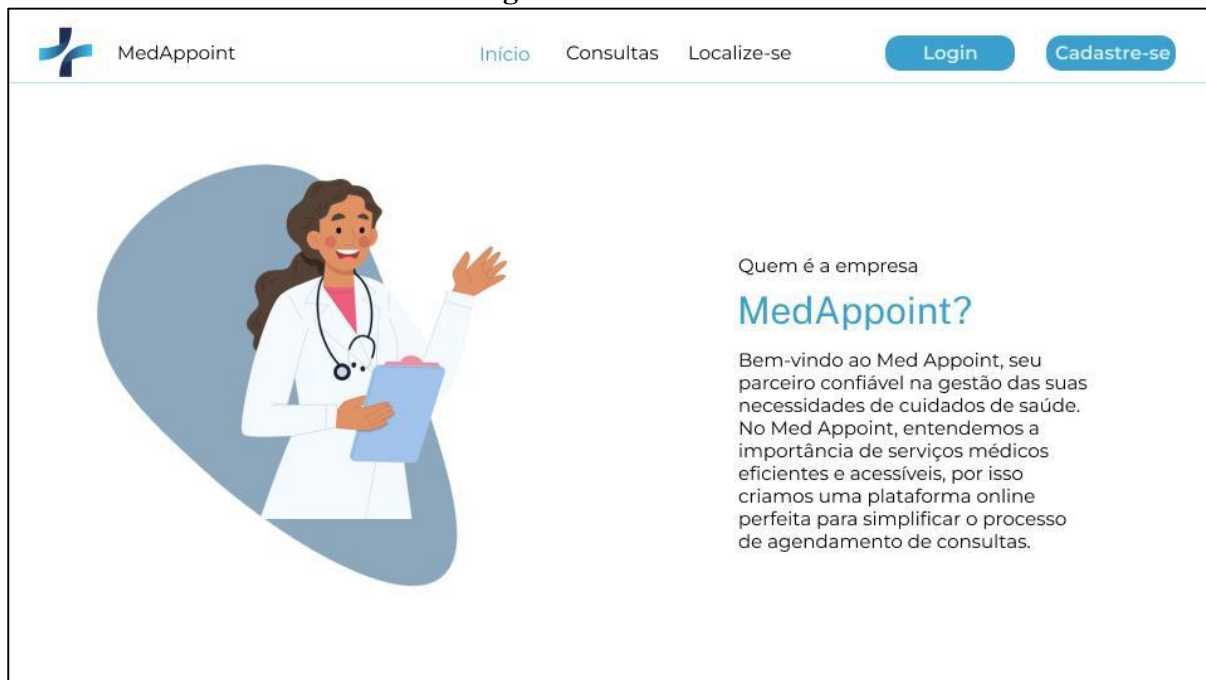 MedAppoint
Início
Consultas
Localize-se
Login
Cadastre-se
Quem é a empresa
MedAppoint?
Bem-vindo ao Med Appoint, seu
parceiro confiável na gestão das suas
necessidades de cuidados de saúde.
No Med Appoint, entendemos a
importância de serviços médicos
eficientes e acessíveis, por isso
criamos uma plataforma online
perfeita para simplificar o processo
de agendamento de consultas.